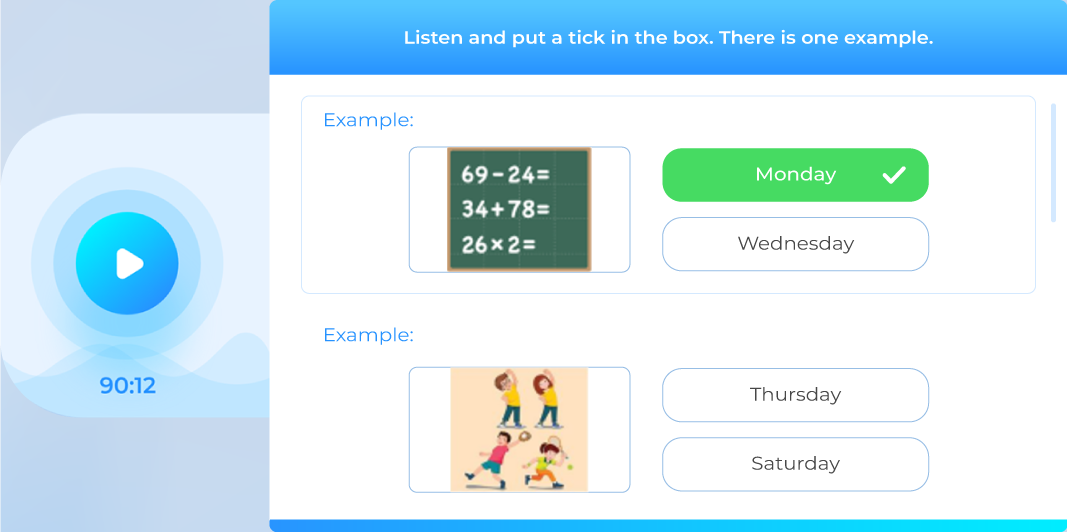 Listen and put a tick in the box. There is one example.
Example:
69-24=
34+78=
26×2=
Monday
Wednesday
90:12
Example:
Thursday
Saturday